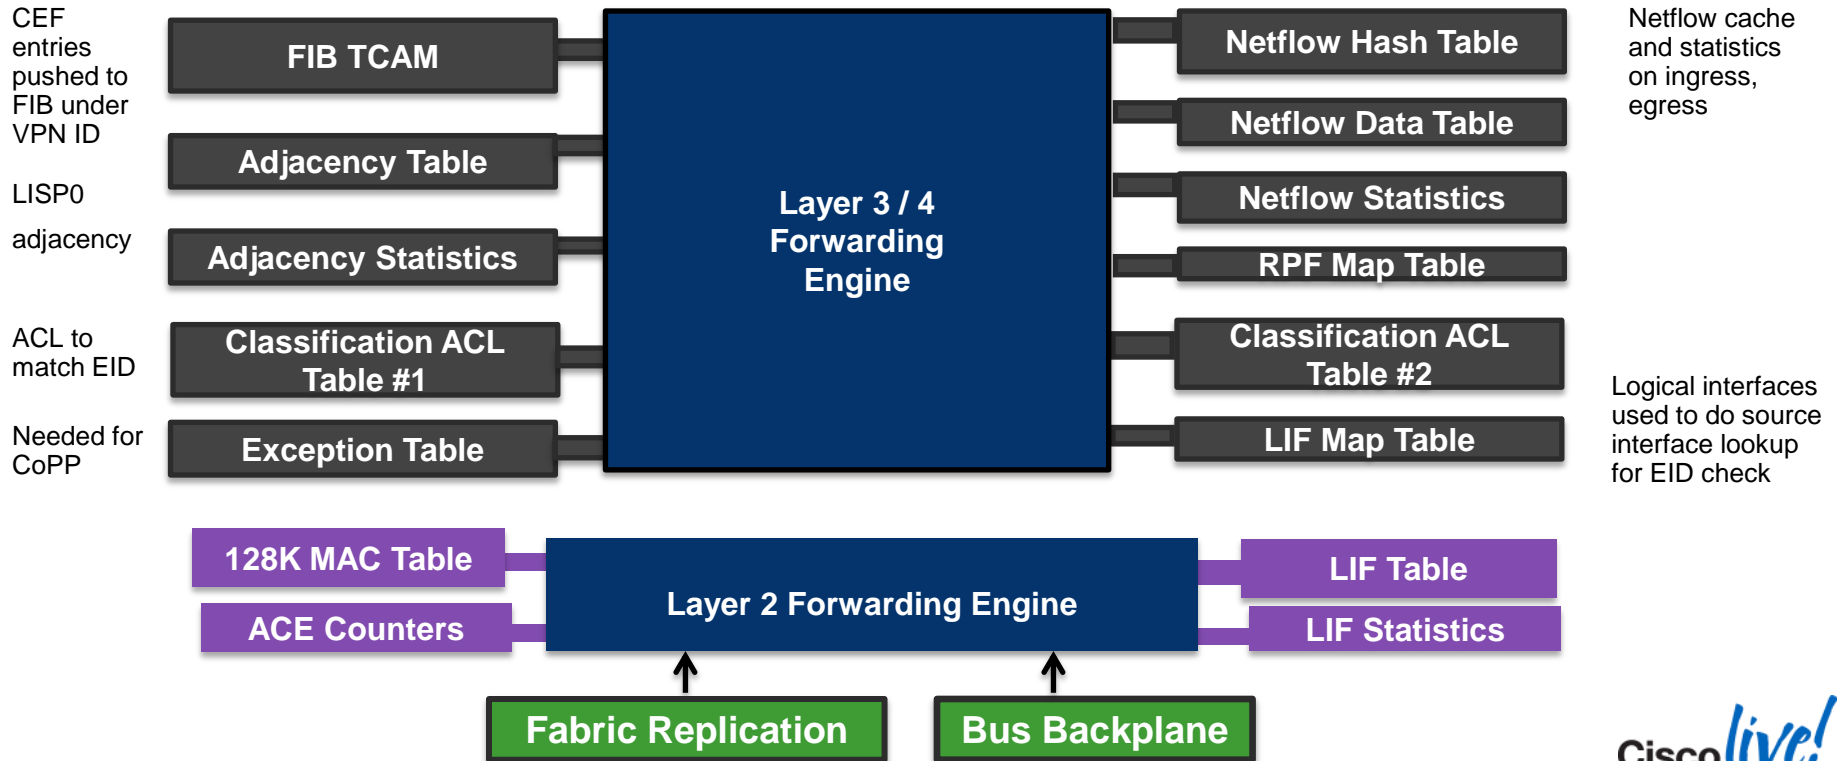 CEF
entries
pushed to
FIB under
VPN ID
LISP0
adjacency
ACL to
match EID
Needed for
CoPP
FIB TCAM
Adjacency Table
Adjacency Statistics
Classification ACL
Table #1
Exception Table
Layer 3 / 4
Forwarding
Engine
Netflow Hash Table
Netflow Data Table
Netflow Statistics
RPF Map Table
Classification ACL
Table #2
LIF Map Table
Netflow cache
and statistics
on ingress,
egress
Logical interfaces
used to do source
interface lookup
for EID check
128K MAC Table
ACE Counters
Layer 2 Forwarding Engine
LIF Table
LIF Statistics
Fabric Replication
Bus Backplane
Cisco live!